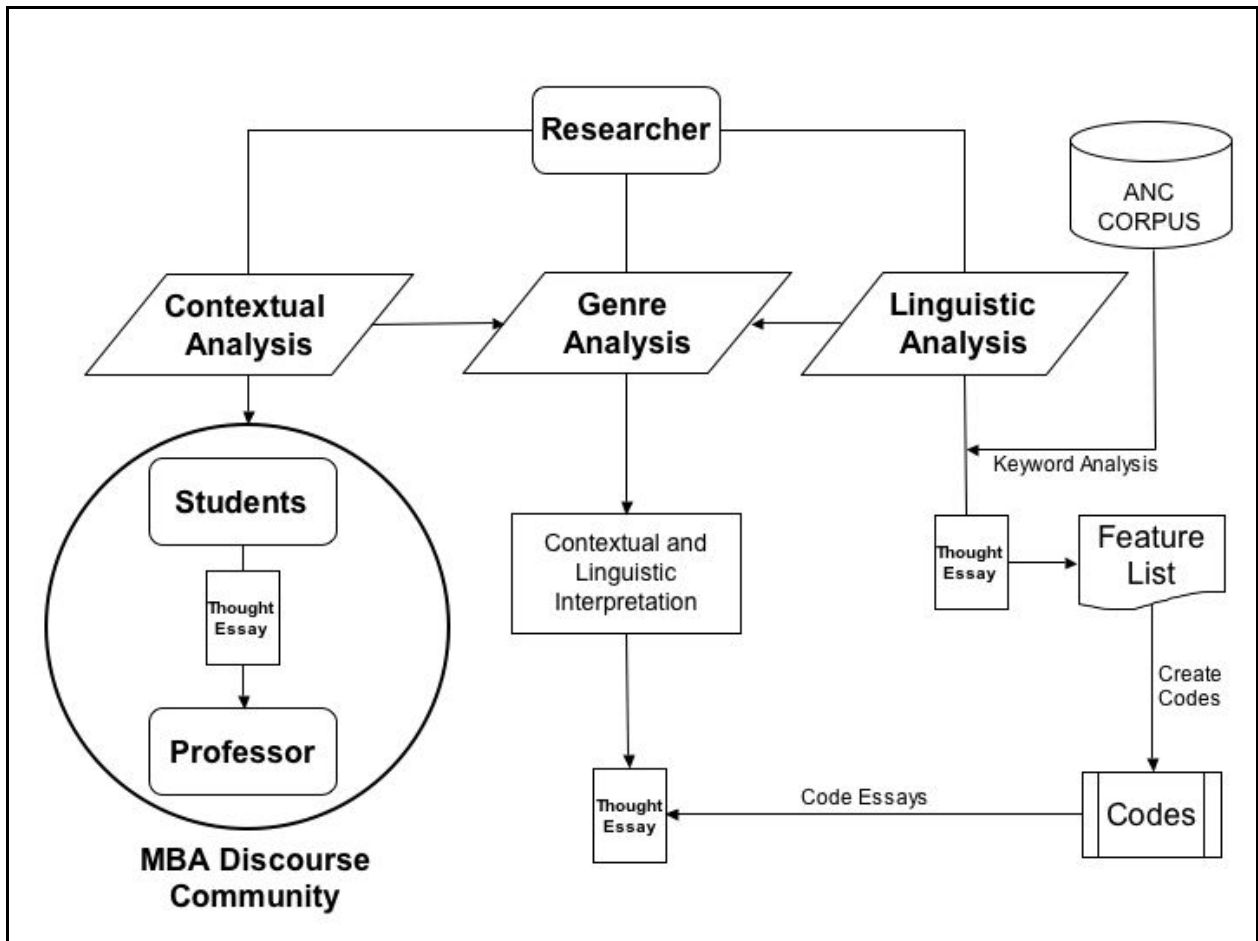 Researcher
ANC
CORPUS
Contextual
Analysis
Genre
Analysis
Linguistic
Analysis
Keyword Analysis
Students
Thought
Essay
Professor
MBA Discourse
Community
Contextual and
Linguistic
Interpretation
Thought
Essay
Feature
List
Create
Codes
Thought
Essay
Code Essays
Codes